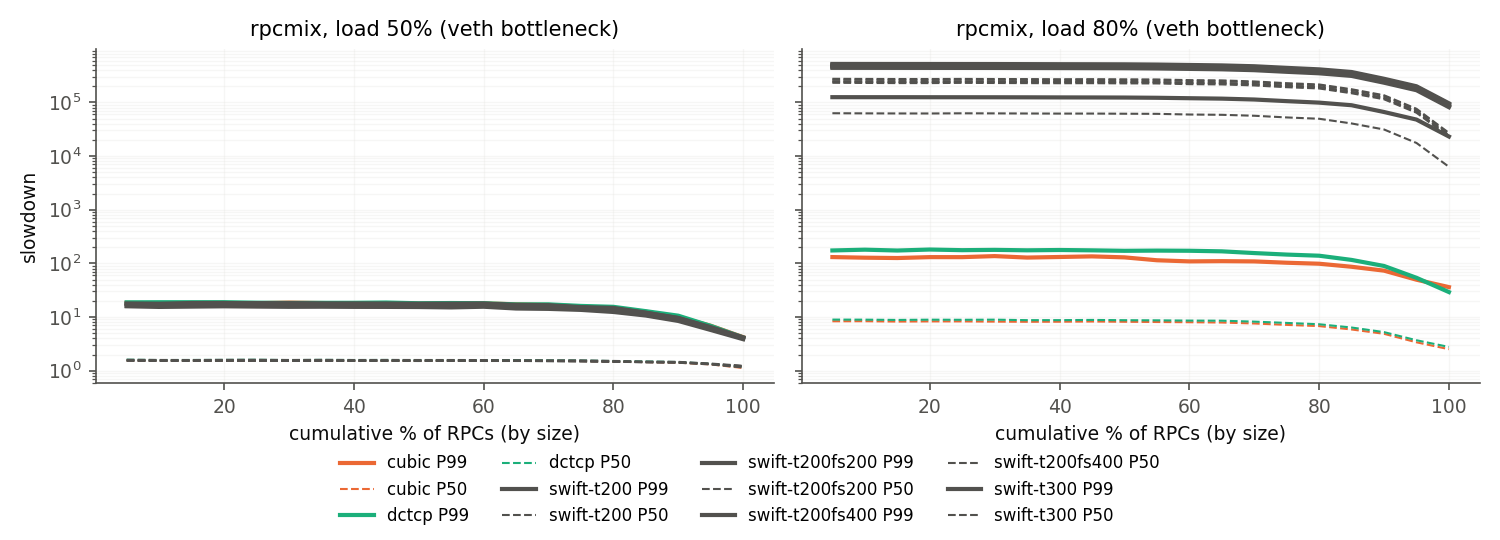 rpcmix, load 50% (veth bottleneck)
rpcmix, load 80% (veth bottleneck)
slowdown
10^5
10^4
10^3
10^2
10^1
10^0
20 40 60 80 100
20 40 60 80 100
cumulative % of RPCs (by size)
cumulative % of RPCs (by size)
cubic P99
cubic P50
dctcp P99
dctcp P50
swift-t200 P99
swift-t200 P50
swift-t200fs200 P99
swift-t200fs200 P50
swift-t200fs400 P99
swift-t200fs400 P50
swift-t300 P99
swift-t300 P50